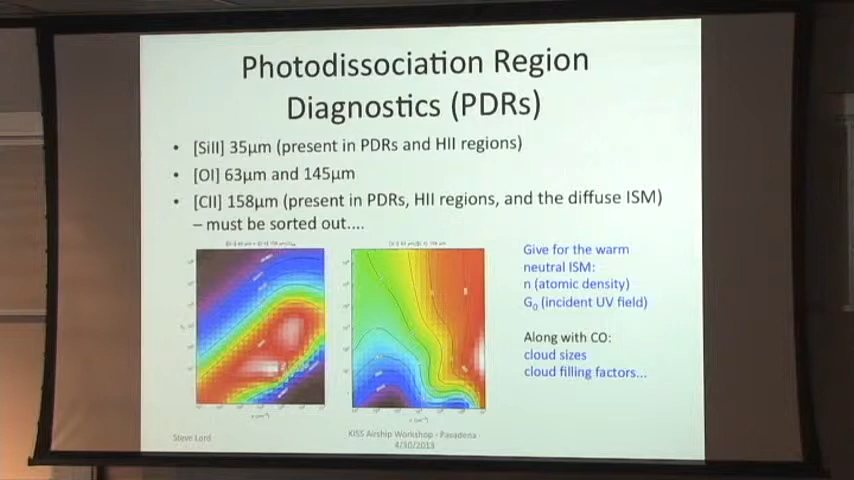 Photodissociation Region
Diagnostics (PDRs)
• [SiII] 35μm (present in PDRs and HII regions)
• [OI] 63μm and 145μm
• [CII] 158μm (present in PDRs, HII regions, and the diffuse ISM)
– must be sorted out....
Give for the warm
neutral ISM:
n (atomic density)
G₀ (incident UV field)
Along with CO:
cloud sizes
cloud filling factors...
Steve Lord
KISS Airship Workshop - Pasadena
4/30/2013